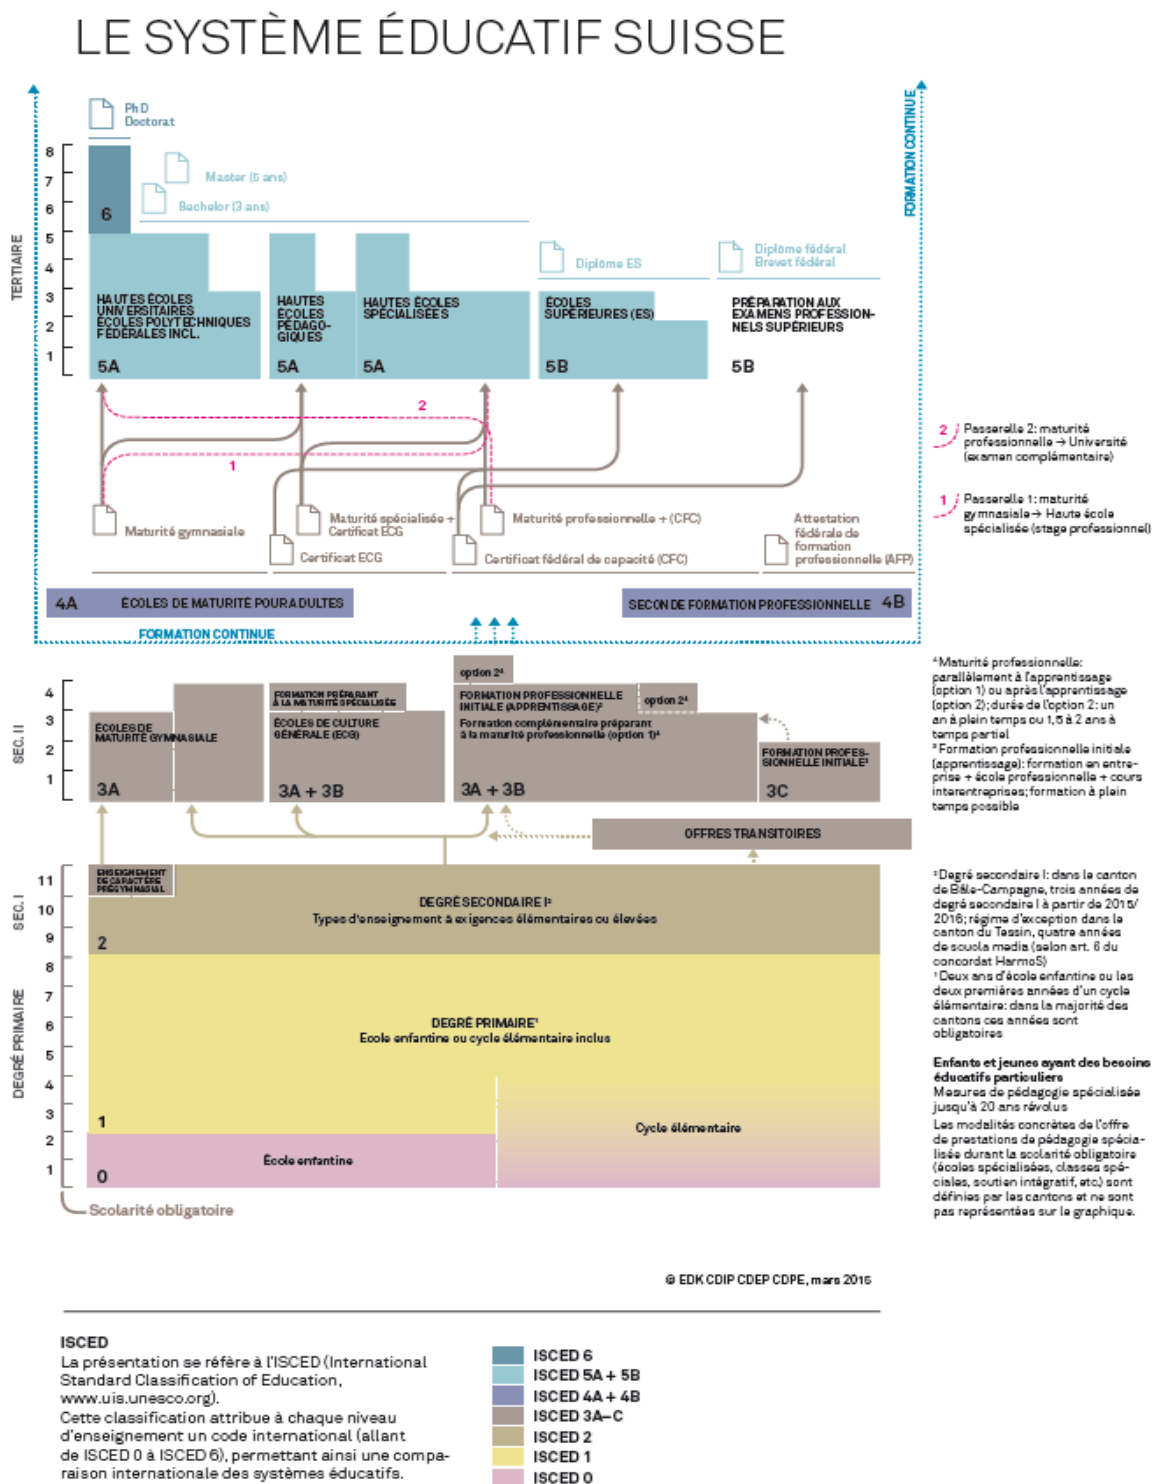 LE SYSTÈME ÉDUCATIF SUISSE
FORMATION CONTINUE
PhD
Doctorat
Master (5 ans)
Bachelor (3 ans)
Diplôme ES
Diplôme fédéral
Brevet fédéral
TERTIAIRE
8
7
6
5
4
3
2
1
6
HAUTES ÉCOLES
UNIVERSITAIRES
ÉCOLES POLYTECHNIQUES
FÉDÉRALES INCL.
5A
HAUTES
ÉCOLES
PÉDAGO-
GIQUES
5A
HAUTES ÉCOLES
SPÉCIALISÉES
5A
ÉCOLES
SUPÉRIEURES (ES)
5B
PRÉPARATION AUX
EXAMENS PROFESSION-
NELS SUPÉRIEURS
5B
2
1
2 Passerelle 2: maturité
professionnelle → Université
(examen complémentaire)
1 Passerelle 1: maturité
gymnasiale → Haute école
spécialisée (stage professionnel)
Maturité gymnasiale
Maturité spécialisée +
Certificat ECG
Certificat ECG
Maturité professionnelle + (CFC)
Certificat fédéral de capacité (CFC)
Attestation
fédérale de
formation
professionnelle (AFP)
4A ÉCOLES DE MATURITÉ POUR ADULTES
SECONDE FORMATION PROFESSIONNELLE 4B
FORMATION CONTINUE
SEC. II
4
3
2
1
ÉCOLES DE
MATURITÉ GYMNASIALE
3A
FORMATION PRÉPARANT
À LA MATURITÉ SPÉCIALISÉE
ÉCOLES DE CULTURE
GÉNÉRALE (ECG)
3A + 3B
option 2⁴
FORMATION PROFESSIONNELLE
INITIALE (APPRENTISSAGE)³
option 2⁴
Formation complémentaire préparant
à la maturité professionnelle (option 1)⁴
3A + 3B
FORMATION PROFES-
SIONNELLE INITIALE³
3C
⁴Maturité professionnelle:
parallèlement à l'apprentissage
(option 1) ou après l'apprentissage
(option 2); durée de l'option 2: un
an à plein temps ou 1,5 à 2 ans à
temps partiel
³Formation professionnelle initiale
(apprentissage): formation en entre-
prise + école professionnelle + cours
interentreprises; formation à plein
temps possible
OFFRES TRANSITOIRES
SEC. I
11
10
9
ENSEIGNEMENT
DE CARACTÈRE
PRÉGYMNASIAL
DEGRÉ SECONDAIRE I²
Types d'enseignement à exigences élémentaires ou élevées
2
DEGRÉ PRIMAIRE
8
7
6
5
4
3
2
1
DEGRÉ PRIMAIRE¹
Ecole enfantine ou cycle élémentaire inclus
1
Cycle élémentaire
École enfantine
0
Scolarité obligatoire
²Degré secondaire I: dans le canton
de Bâle-Campagne, trois années de
degré secondaire I à partir de 2015/
2016; régime d'exception dans le
canton du Tessin, quatre années
de scuola media (selon art. 6 du
concordat HarmoS)
¹Deux ans d'école enfantine ou les
deux premières années d'un cycle
élémentaire: dans la majorité des
cantons ces années sont
obligatoires
Enfants et jeunes ayant des besoins
éducatifs particuliers
Mesures de pédagogie spécialisée
jusqu'à 20 ans révolus
Les modalités concrètes de l'offre
de prestations de pédagogie spécia-
lisée durant la scolarité obligatoire
(écoles spécialisées, classes spé-
ciales, soutien intégratif, etc.) sont
définies par les cantons et ne sont
pas représentées sur le graphique.
© EDK CDIP CDEP CDPE, mars 2015
ISCED
La présentation se réfère à l'ISCED (International
Standard Classification of Education,
www.uis.unesco.org).
Cette classification attribue à chaque niveau
d'enseignement un code international (allant
de ISCED 0 à ISCED 6), permettant ainsi une compa-
raison internationale des systèmes éducatifs.
ISCED 6
ISCED 5A + 5B
ISCED 4A + 4B
ISCED 3A–C
ISCED 2
ISCED 1
ISCED 0